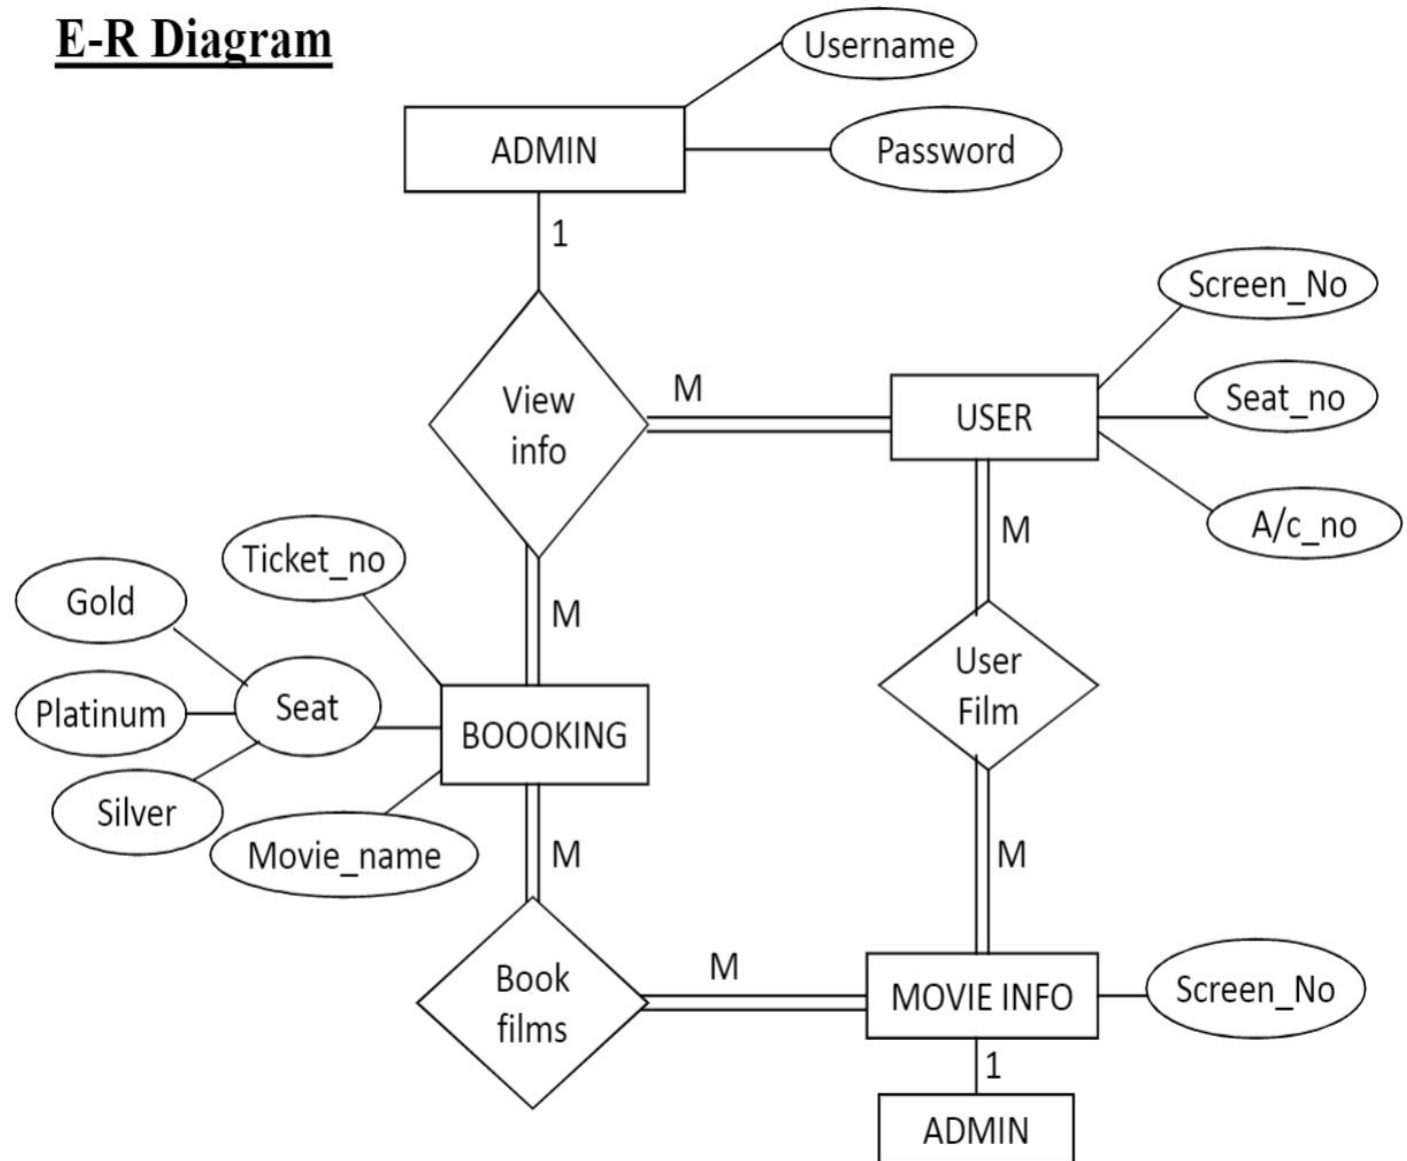 E-R Diagram
Username
ADMIN
Password
1
Screen_No
M
View
info
USER
Seat_no
A/c_no
M
Ticket_no
Gold
M
User
Film
Platinum
Seat
BOOOKING
Silver
Movie_name
M
M
Book
films
M
MOVIE INFO
Screen_No
1
ADMIN